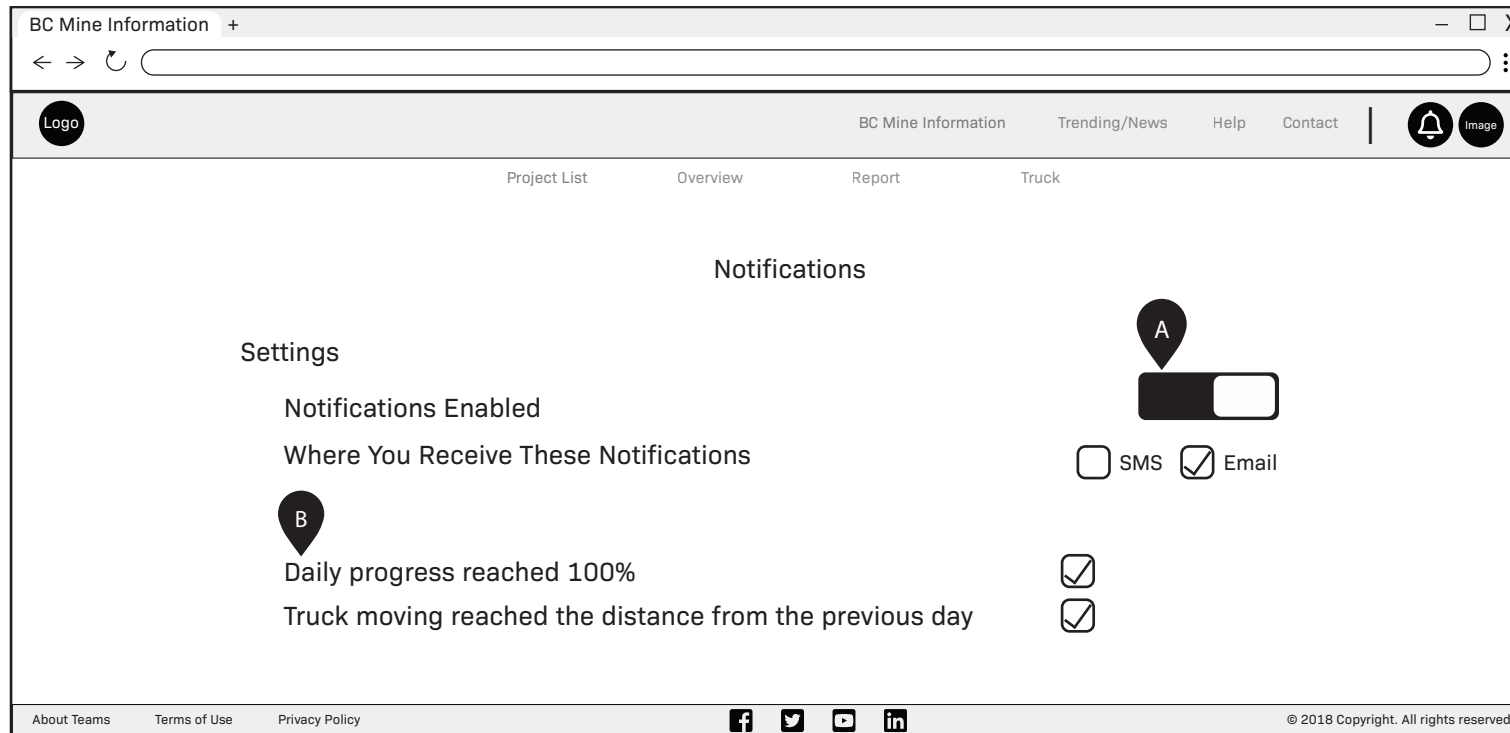 BC Mine Information +
Logo BC Mine Information Trending/News Help Contact Image
Project List Overview Report Truck
Notifications
A
Settings
Notifications Enabled
Where You Receive These Notifications SMS Email
B
Daily progress reached 100%
Truck moving reached the distance from the previous day
About Teams Terms of Use Privacy Policy © 2018 Copyright. All rights reserved